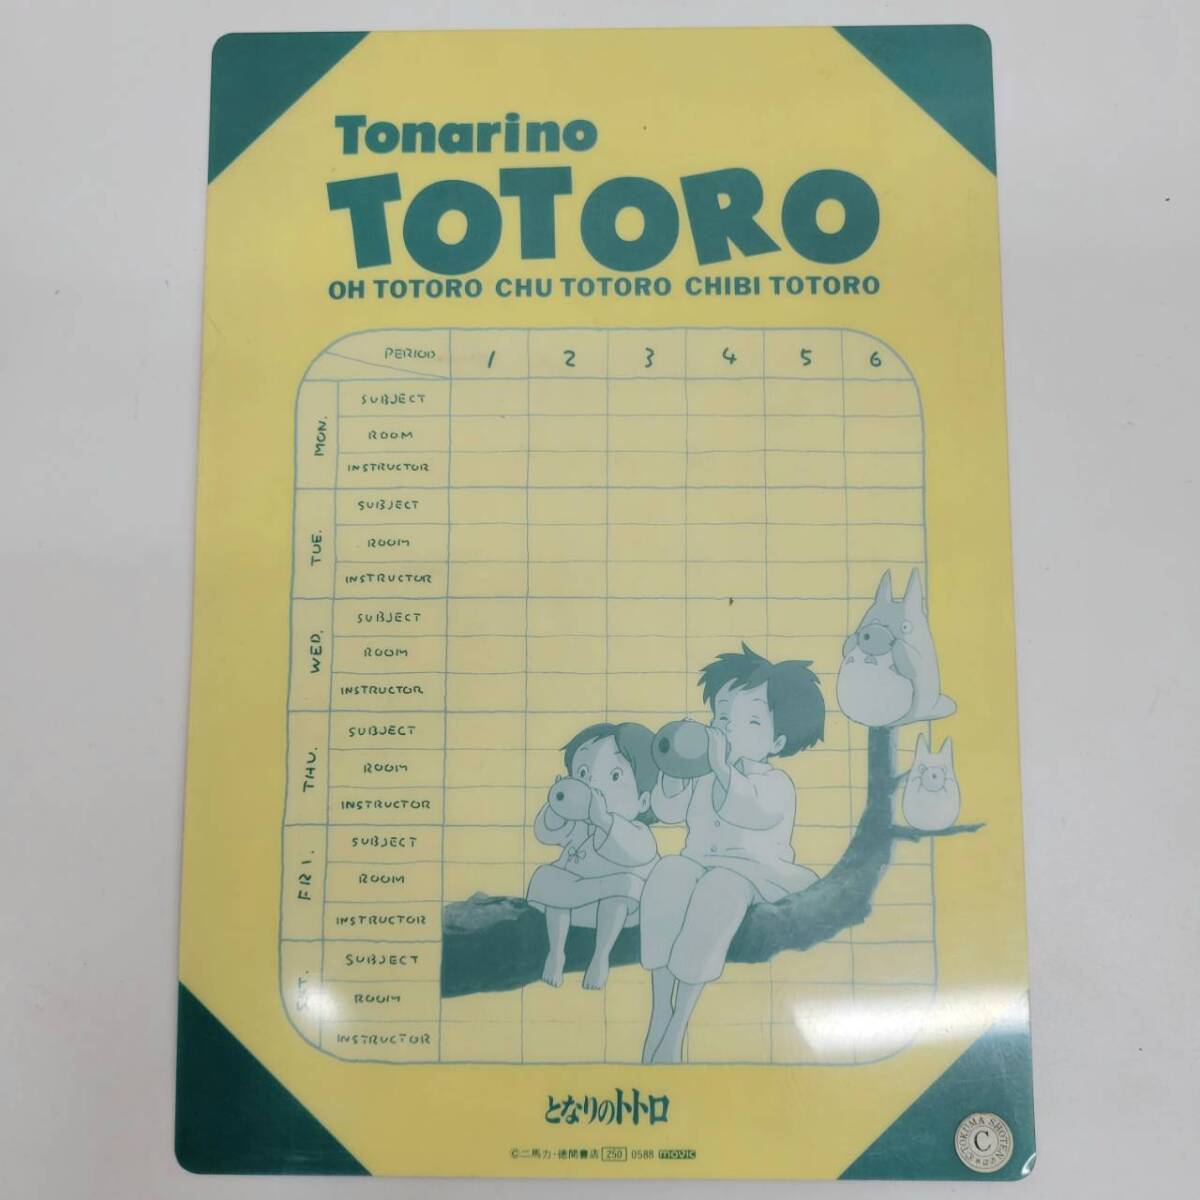 Tonarino
TOTORO
OH TOTORO CHU TOTORO CHIBI TOTORO
PERIOD 1 2 3 4 5 6
MON.
SUBJECT
ROOM
INSTRUCTOR
TUE.
SUBJECT
ROOM
INSTRUCTOR
WED.
SUBJECT
ROOM
INSTRUCTOR
THU.
SUBJECT
ROOM
INSTRUCTOR
FRI.
SUBJECT
ROOM
INSTRUCTOR
SAT.
SUBJECT
ROOM
INSTRUCTOR
となりのトトロ
©二馬力・徳間書店 250 0588 movic
TOKUMA SHOTEN
C